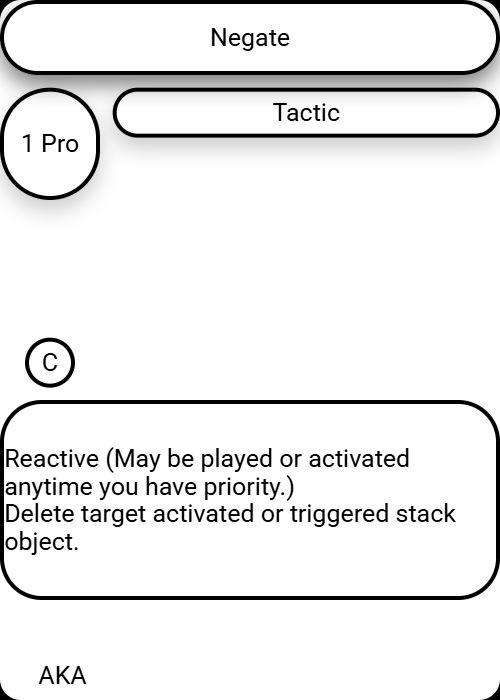 Negate
1 Pro
Tactic
C
Reactive (May be played or activated
anytime you have priority.)
Delete target activated or triggered stack
object.
AKA